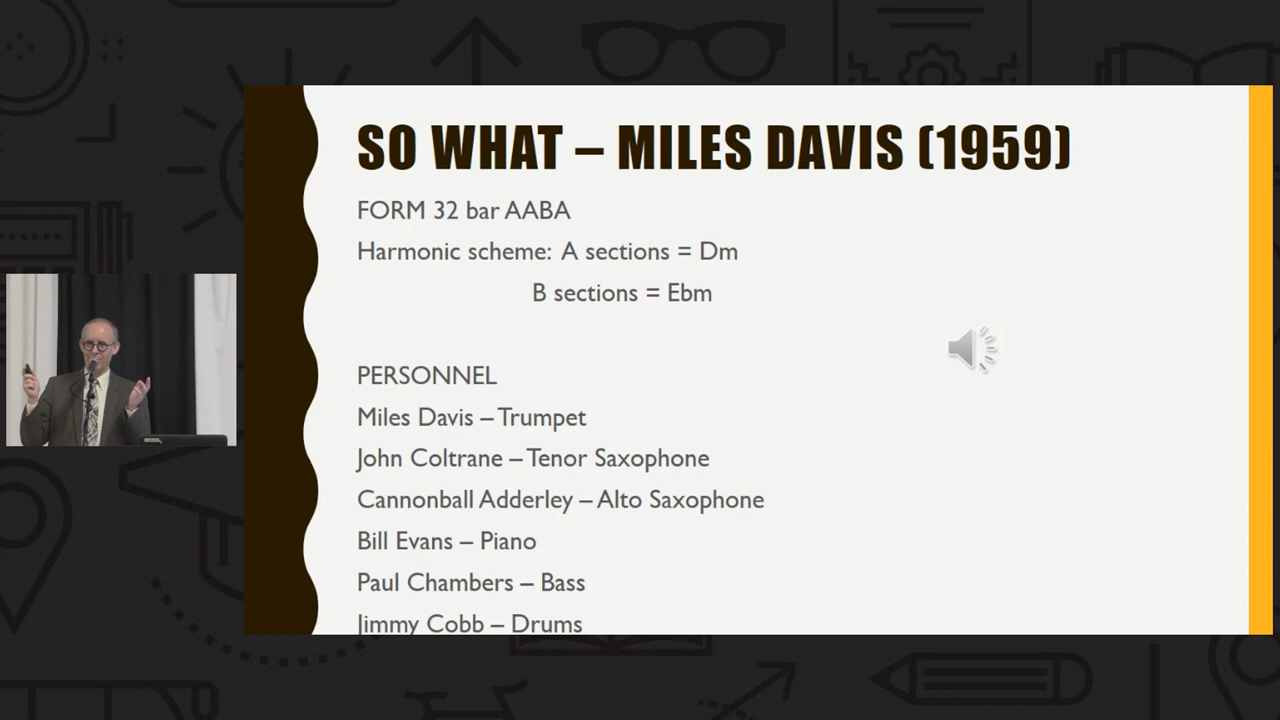 SO WHAT – MILES DAVIS (1959)
FORM 32 bar AABA
Harmonic scheme: A sections = Dm
B sections = Ebm
PERSONNEL
Miles Davis – Trumpet
John Coltrane – Tenor Saxophone
Cannonball Adderley – Alto Saxophone
Bill Evans – Piano
Paul Chambers – Bass
Jimmy Cobb – Drums